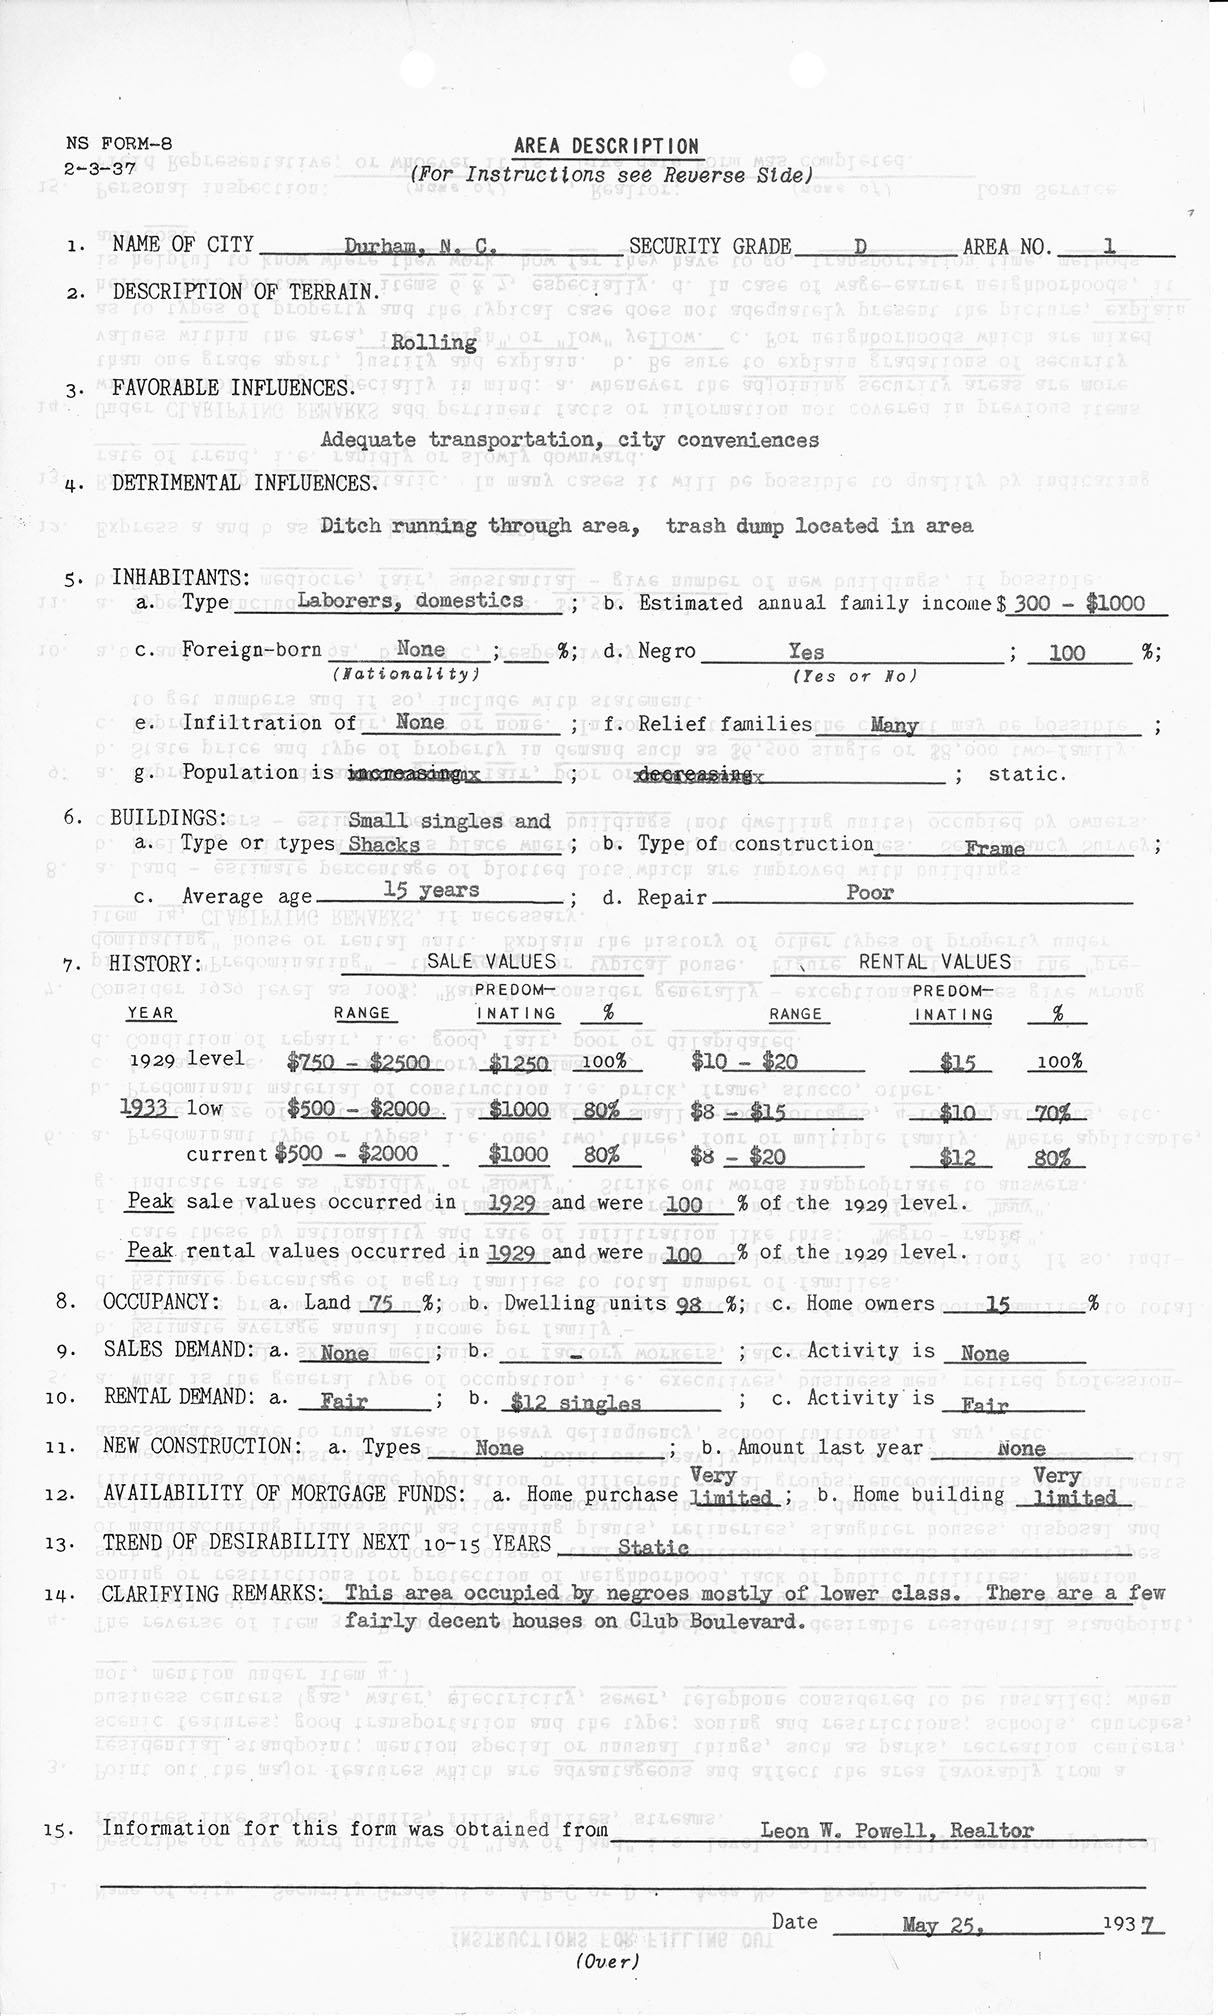 NS FORM-8
2-3-37
AREA DESCRIPTION
(For Instructions see Reverse Side)
1. NAME OF CITY Durham, N. C. SECURITY GRADE D AREA NO. 1
2. DESCRIPTION OF TERRAIN.
Rolling
3. FAVORABLE INFLUENCES.
Adequate transportation, city conveniences
4. DETRIMENTAL INFLUENCES.
Ditch running through area, trash dump located in area
5. INHABITANTS:
a. Type Laborers, domestics ; b. Estimated annual family income $ 300 - $1000
c. Foreign-born None ; %; d. Negro Yes ; 100 %;
(Nationality) (Yes or No)
e. Infiltration of None ; f. Relief families Many ;
g. Population is increasing ; decreasing ; static.
6. BUILDINGS: Small singles and
a. Type or types Shacks ; b. Type of construction Frame ;
c. Average age 15 years ; d. Repair Poor
7. HISTORY: SALE VALUES RENTAL VALUES
PREDOM- PREDOM-
YEAR RANGE INATING % RANGE INATING %
1929 level $750 - $2500 $1250 100% $10 - $20 $15 100%
1933 low $500 - $2000 $1000 80% $8 - $15 $10 70%
current $500 - $2000 $1000 80% $8 - $20 $12 80%
Peak sale values occurred in 1929 and were 100 % of the 1929 level.
Peak rental values occurred in 1929 and were 100 % of the 1929 level.
8. OCCUPANCY: a. Land 75 %; b. Dwelling units 98 %; c. Home owners 15 %
9. SALES DEMAND: a. None ; b. - ; c. Activity is None
10. RENTAL DEMAND: a. Fair ; b. $12 singles ; c. Activity is Fair
11. NEW CONSTRUCTION: a. Types None ; b. Amount last year None
Very Very
12. AVAILABILITY OF MORTGAGE FUNDS: a. Home purchase limited ; b. Home building limited
13. TREND OF DESIRABILITY NEXT 10-15 YEARS Static
14. CLARIFYING REMARKS: This area occupied by negroes mostly of lower class. There are a few
fairly decent houses on Club Boulevard.
15. Information for this form was obtained from Leon W. Powell, Realtor
Date May 25, 1937
(Over)